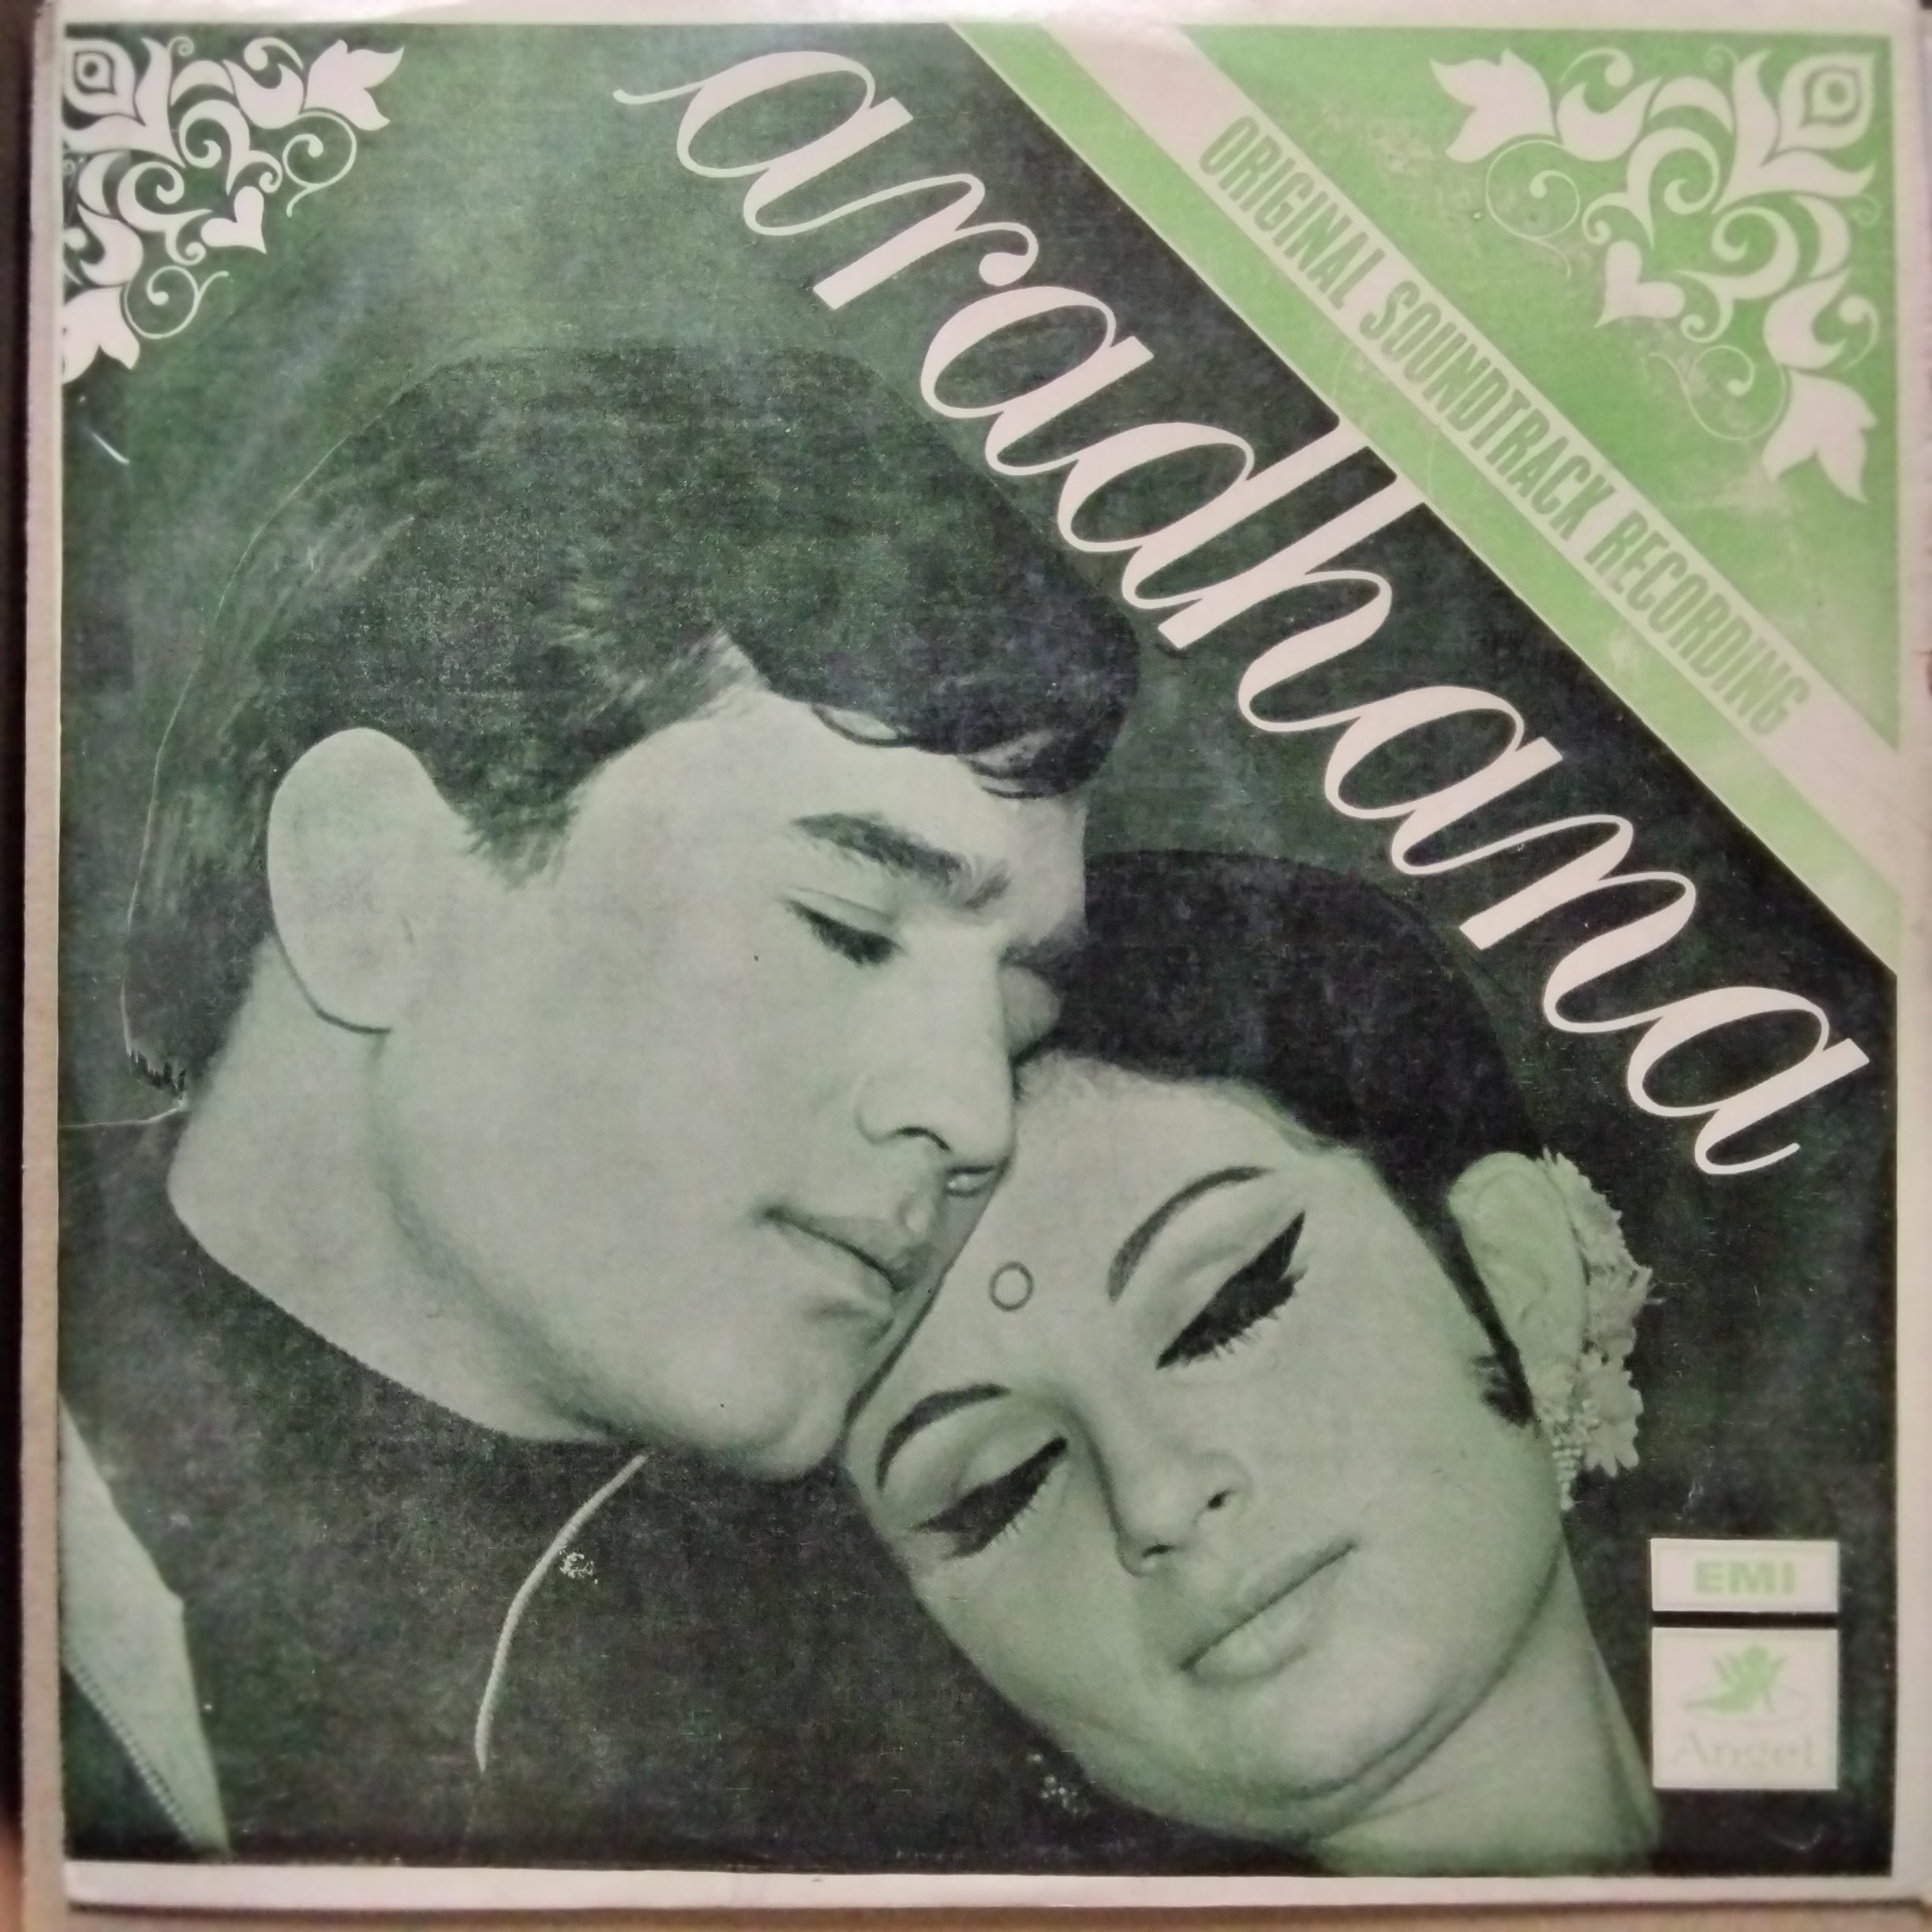 aradhana
ORIGINAL SOUNDTRACK RECORDING
EMI
Angel